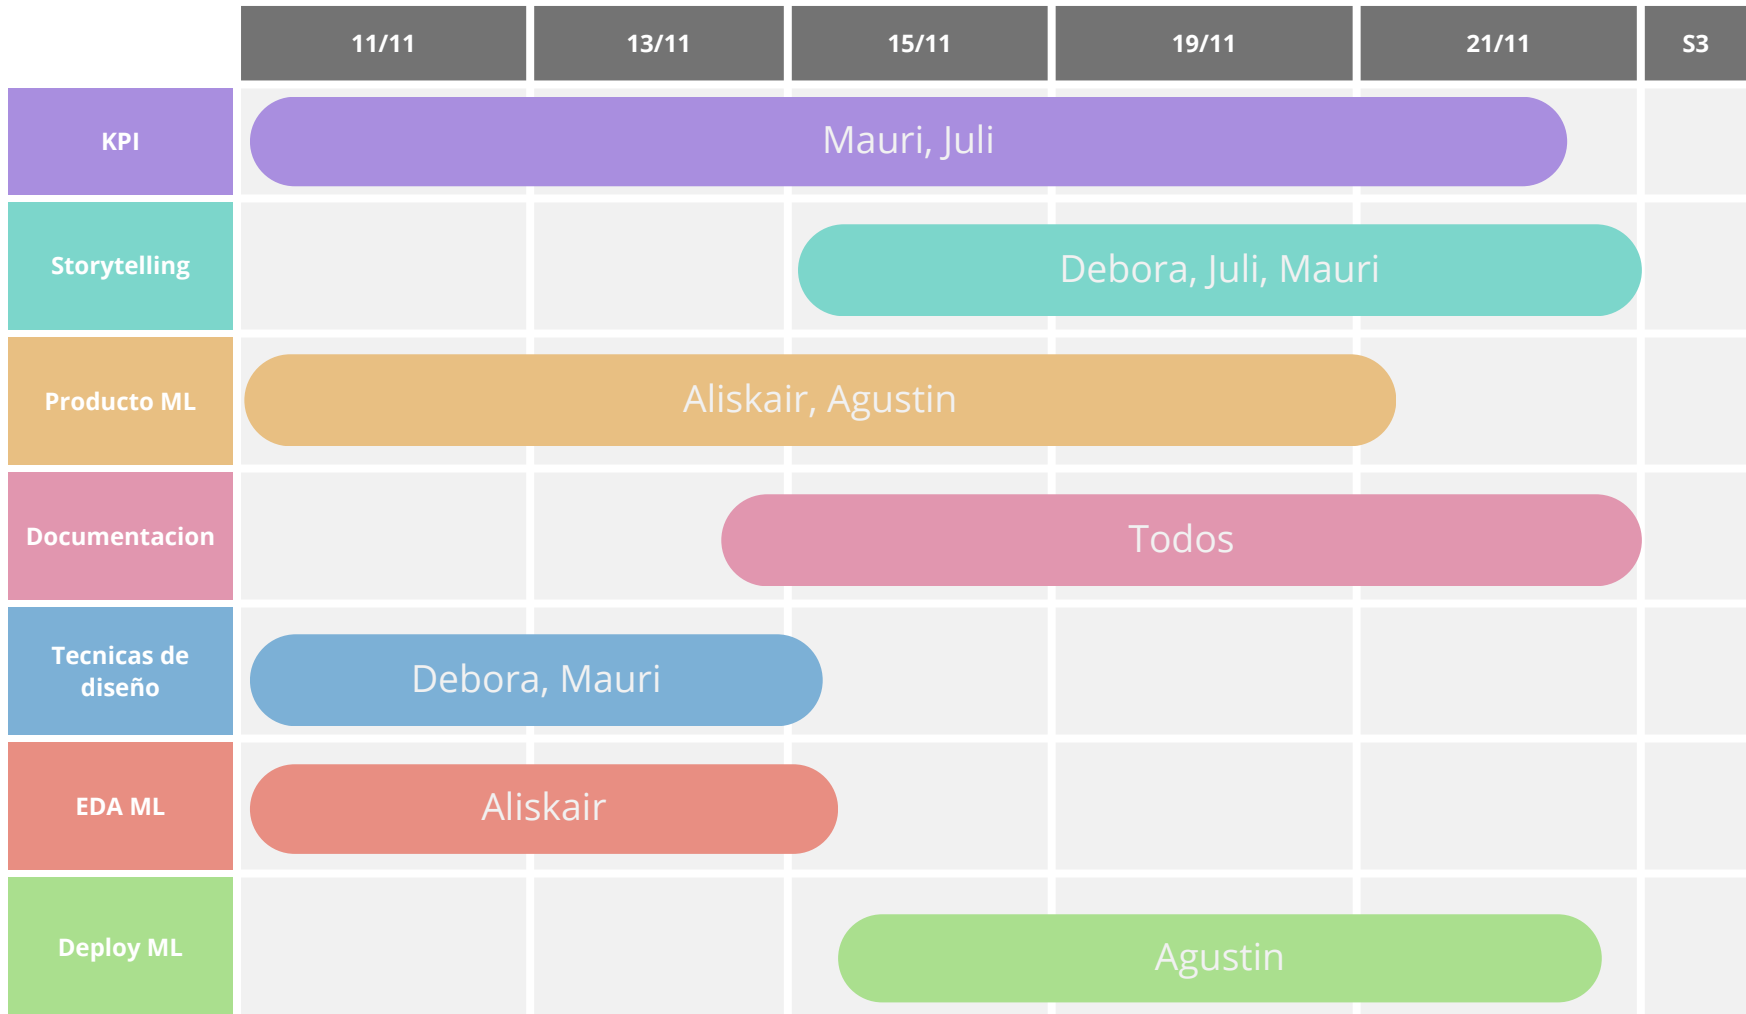 11/11
13/11
15/11
19/11
21/11
S3
KPI
Mauri, Juli
Storytelling
Debora, Juli, Mauri
Producto ML
Aliskair, Agustin
Documentacion
Todos
Tecnicas de
diseño
Debora, Mauri
EDA ML
Aliskair
Deploy ML
Agustin